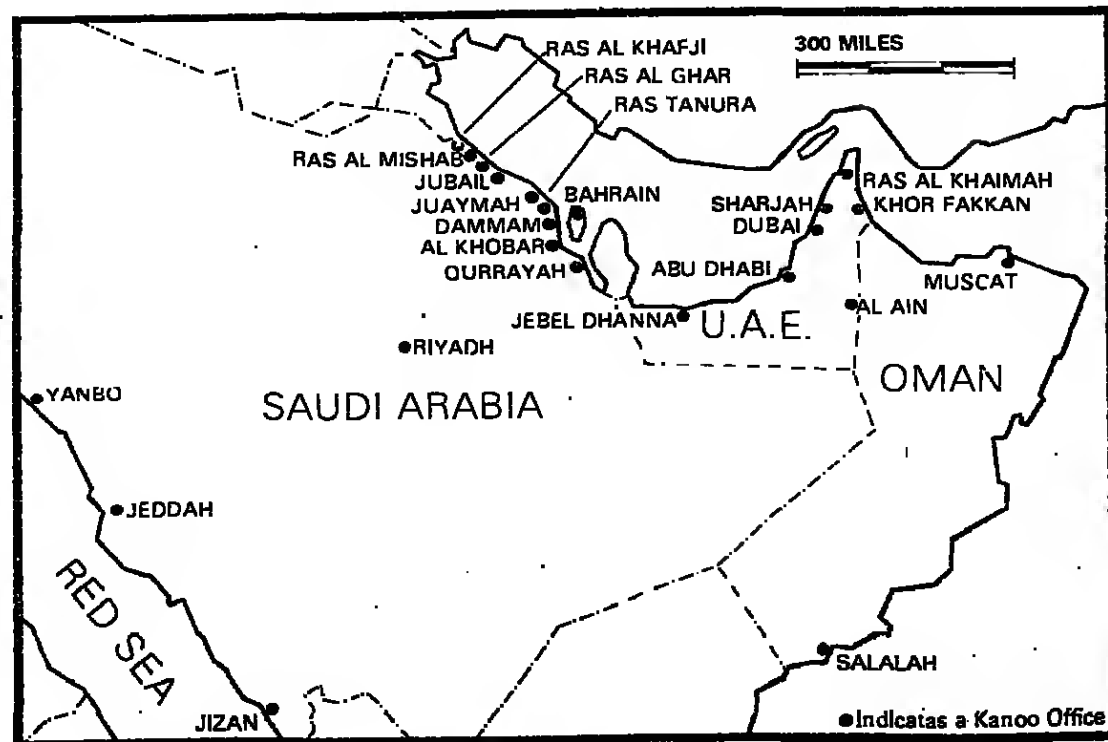 RAS AL KHAFJI
300 MILES
RAS AL GHAR
RAS TANURA
RAS AL MISHAB
JUBAIL
JUAYMAH
BAHRAIN
DAMMAM
AL KHOBAR
QURRAYAH
RAS AL KHAIMAH
SHARJAH
KHOR FAKKAN
DUBAI
ABU DHABI
MUSCAT
JEBEL DHANNA
U.A.E.
AL AIN
RIYADH
OMAN
YANBO
SAUDI ARABIA
JEDDAH
RED SEA
SALALAH
JIZAN
●Indicatas a Kanoo Office